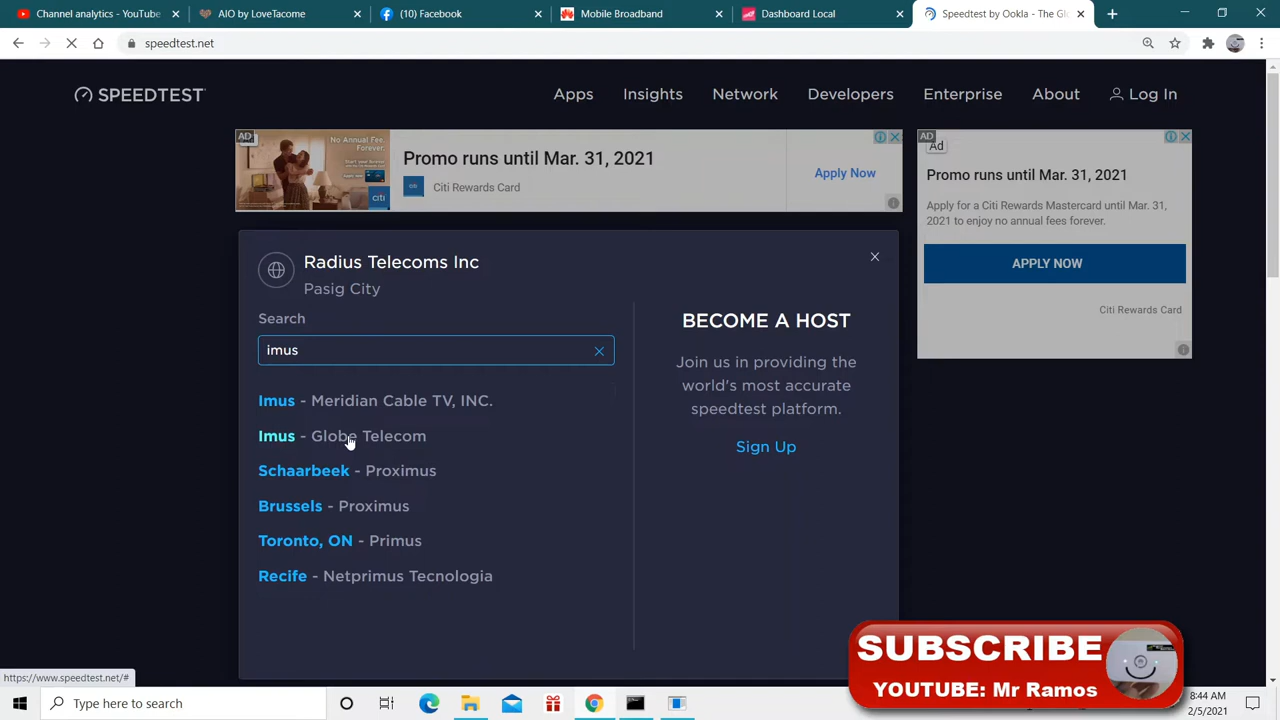 Channel analytics - YouTube
AIO by LoveTacome
(10) Facebook
Mobile Broadband
Dashboard Local
Speedtest by Ookla - The Glo
speedtest.net
SPEEDTEST
Apps
Insights
Network
Developers
Enterprise
About
Log In
AD
No Annual Fee.
Forever.
citi
Promo runs until Mar. 31, 2021
Citi Rewards Card
Apply Now
AD
Ad
Promo runs until Mar. 31, 2021
Apply for a Citi Rewards Mastercard until Mar. 31,
2021 to enjoy no annual fees forever.
APPLY NOW
Citi Rewards Card
Radius Telecoms Inc
Pasig City
Search
imus
Imus - Meridian Cable TV, INC.
Imus - Globe Telecom
Schaarbeek - Proximus
Brussels - Proximus
Toronto, ON - Primus
Recife - Netprimus Tecnologia
BECOME A HOST
Join us in providing the
world's most accurate
speedtest platform.
Sign Up
SUBSCRIBE
YOUTUBE: Mr Ramos
https://www.speedtest.net/#
Type here to search
8:44 AM
2/5/2021